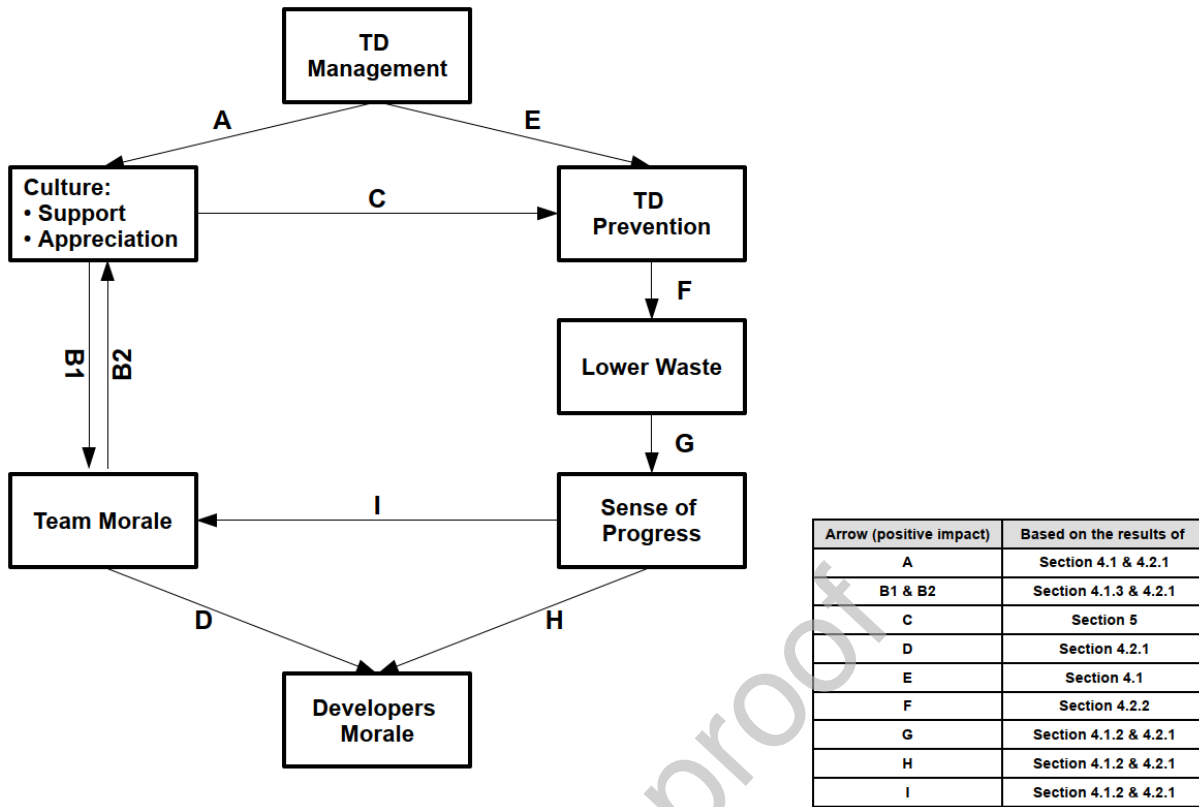 TD
Management
A
E
Culture:
• Support
• Appreciation
C
TD
Prevention
F
B1
B2
Lower Waste
G
Team Morale
I
Sense of
Progress
D
H
Developers
Morale
Arrow (positive impact) Based on the results of
A Section 4.1 & 4.2.1
B1 & B2 Section 4.1.3 & 4.2.1
C Section 5
D Section 4.2.1
E Section 4.1
F Section 4.2.2
G Section 4.1.2 & 4.2.1
H Section 4.1.2 & 4.2.1
I Section 4.1.2 & 4.2.1
proof